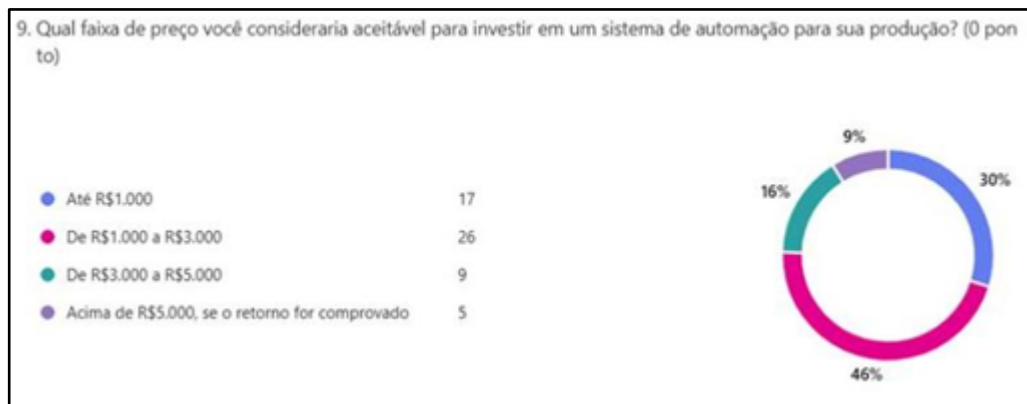 9. Qual faixa de preço você consideraria aceitável para investir em um sistema de automação para sua produção? (0 pon
to)
9%
30%
16%
Até R$1.000 17
De R$1.000 a R$3.000 26
De R$3.000 a R$5.000 9
Acima de R$5.000, se o retorno for comprovado 5
46%